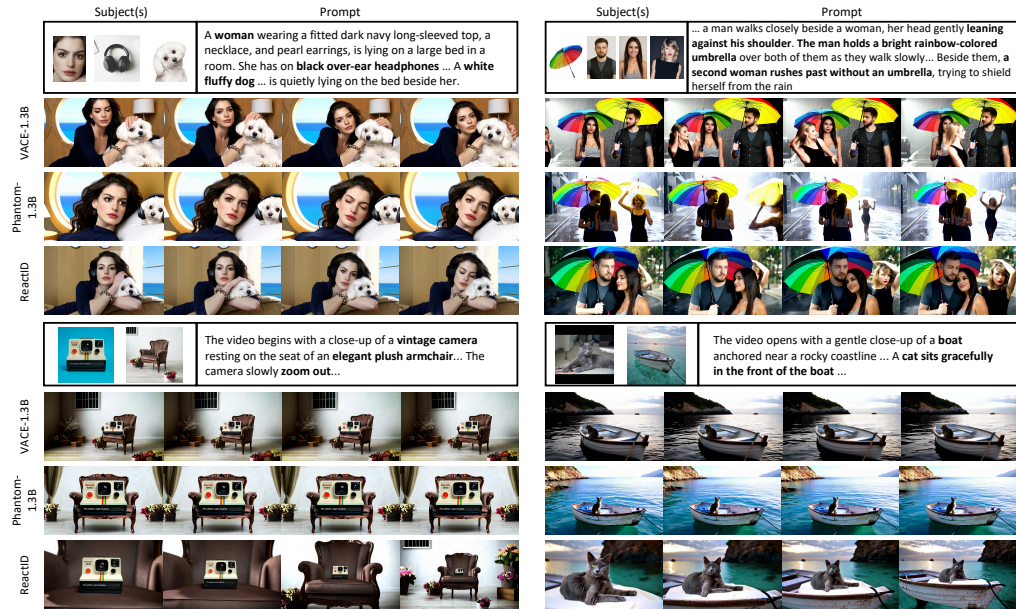 Subject(s)
Prompt
A woman wearing a fitted dark navy long-sleeved top, a
necklace, and pearl earrings, is lying on a large bed in a
room. She has on black over-ear headphones ... A white
fluffy dog ... is quietly lying on the bed beside her.
VACE-1.3B
Phantom-
1.3B
ReactID
Subject(s)
Prompt
... a man walks closely beside a woman, her head gently leaning
against his shoulder. The man holds a bright rainbow-colored
umbrella over both of them as they walk slowly... Beside them, a
second woman rushes past without an umbrella, trying to shield
herself from the rain
The video begins with a close-up of a vintage camera
resting on the seat of an elegant plush armchair... The
camera slowly zoom out...
VACE-1.3B
Phantom-
1.3B
ReactID
The video opens with a gentle close-up of a boat
anchored near a rocky coastline ... A cat sits gracefully
in the front of the boat ...